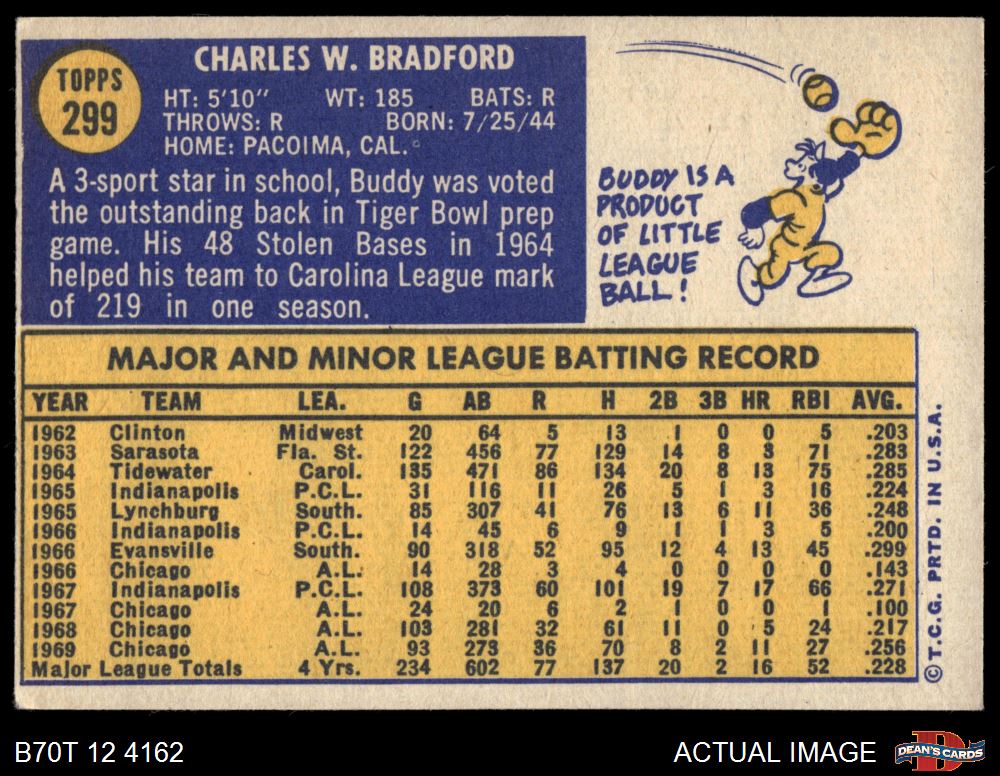 TOPPS
299
CHARLES W. BRADFORD
HT: 5'10" WT: 185 BATS: R
THROWS: R BORN: 7/25/44
HOME: PACOIMA, CAL.
A 3-sport star in school, Buddy was voted
the outstanding back in Tiger Bowl prep
game. His 48 Stolen Bases in 1964
helped his team to Carolina League mark
of 219 in one season.
BUDDY IS A
PRODUCT
OF LITTLE
LEAGUE
BALL!
MAJOR AND MINOR LEAGUE BATTING RECORD
YEAR TEAM LEA. G AB R H 2B 3B HR RBI AVG.
1962 Clinton Midwest 20 64 5 13 1 0 0 5 .203
1963 Sarasota Fla. St. 122 456 77 129 14 8 3 71 .283
1964 Tidewater Carol. 135 471 86 134 20 8 13 75 .285
1965 Indianapolis P.C.L. 31 116 11 26 5 1 3 16 .224
1965 Lynchburg South. 85 307 41 76 13 6 11 36 .248
1966 Indianapolis P.C.L. 14 45 6 9 1 1 3 5 .200
1966 Evansville South. 90 318 52 95 12 4 13 45 .299
1966 Chicago A.L. 14 28 3 4 0 0 0 0 .143
1967 Indianapolis P.C.L. 108 373 60 101 19 7 17 66 .271
1967 Chicago A.L. 24 20 6 2 1 0 0 1 .100
1968 Chicago A.L. 103 281 32 61 11 0 5 24 .217
1969 Chicago A.L. 93 273 36 70 8 2 11 27 .256
Major League Totals 4 Yrs. 234 602 77 137 20 2 16 52 .228
©T.C.G. PRTD. IN U.S.A.
B70T 12 4162
ACTUAL IMAGE
DEAN'S CARDS